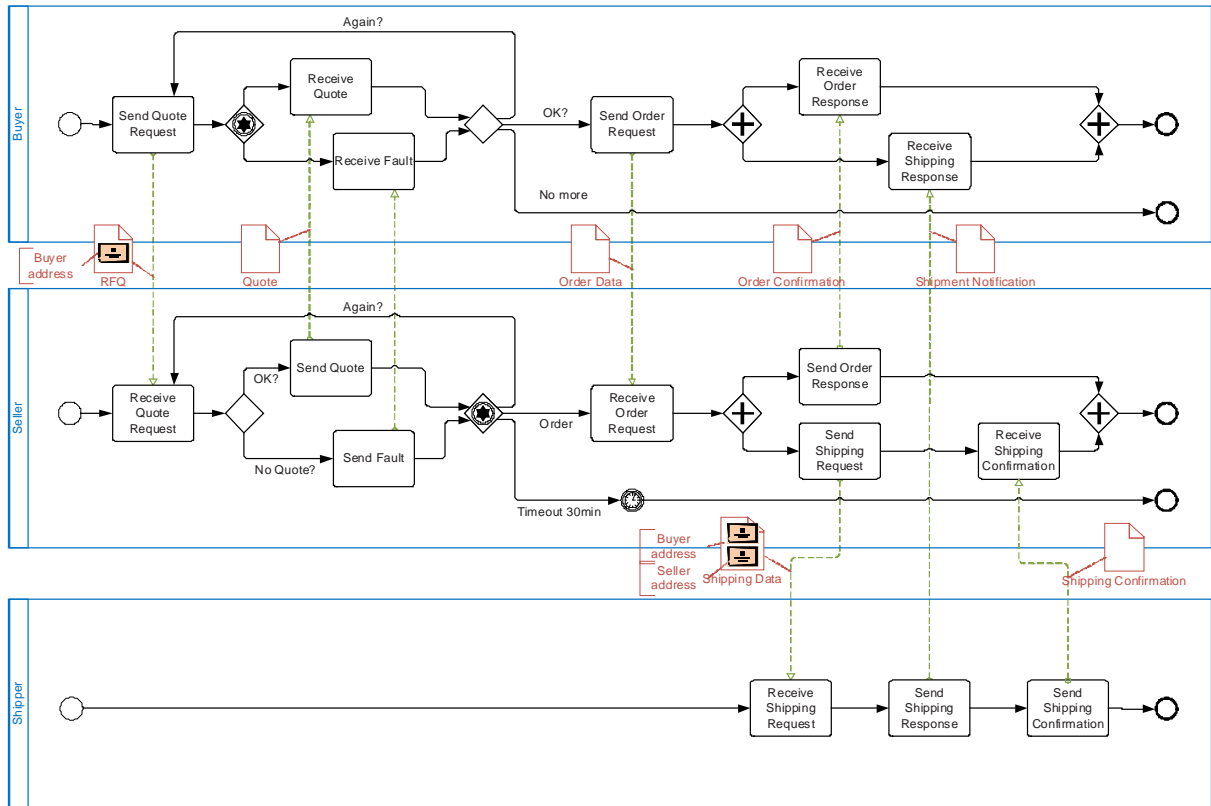 Buyer
Again?
Send Quote
Request
Receive
Quote
Receive Fault
OK?
Send Order
Request
Receive
Order
Response
Receive
Shipping
Response
No more
Buyer
address
RFQ
Quote
Order Data
Order Confirmation
Shipment Notification
Seller
Again?
Receive
Quote
Request
OK?
Send Quote
No Quote?
Send Fault
Order
Receive
Order
Request
Send Order
Response
Send
Shipping
Request
Receive
Shipping
Confirmation
Timeout 30min
Buyer
address
Seller
address
Shipping Data
Shipping Confirmation
Shipper
Receive
Shipping
Request
Send
Shipping
Response
Send
Shipping
Confirmation